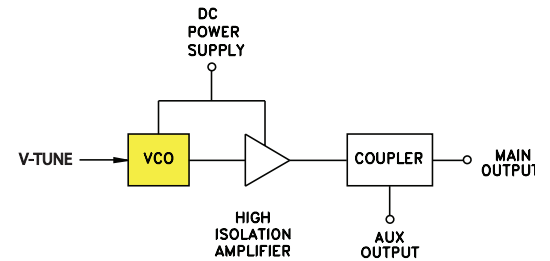 DC
POWER
SUPPLY
V-TUNE
VCO
COUPLER
MAIN
OUTPUT
HIGH
ISOLATION
AMPLIFIER
AUX
OUTPUT